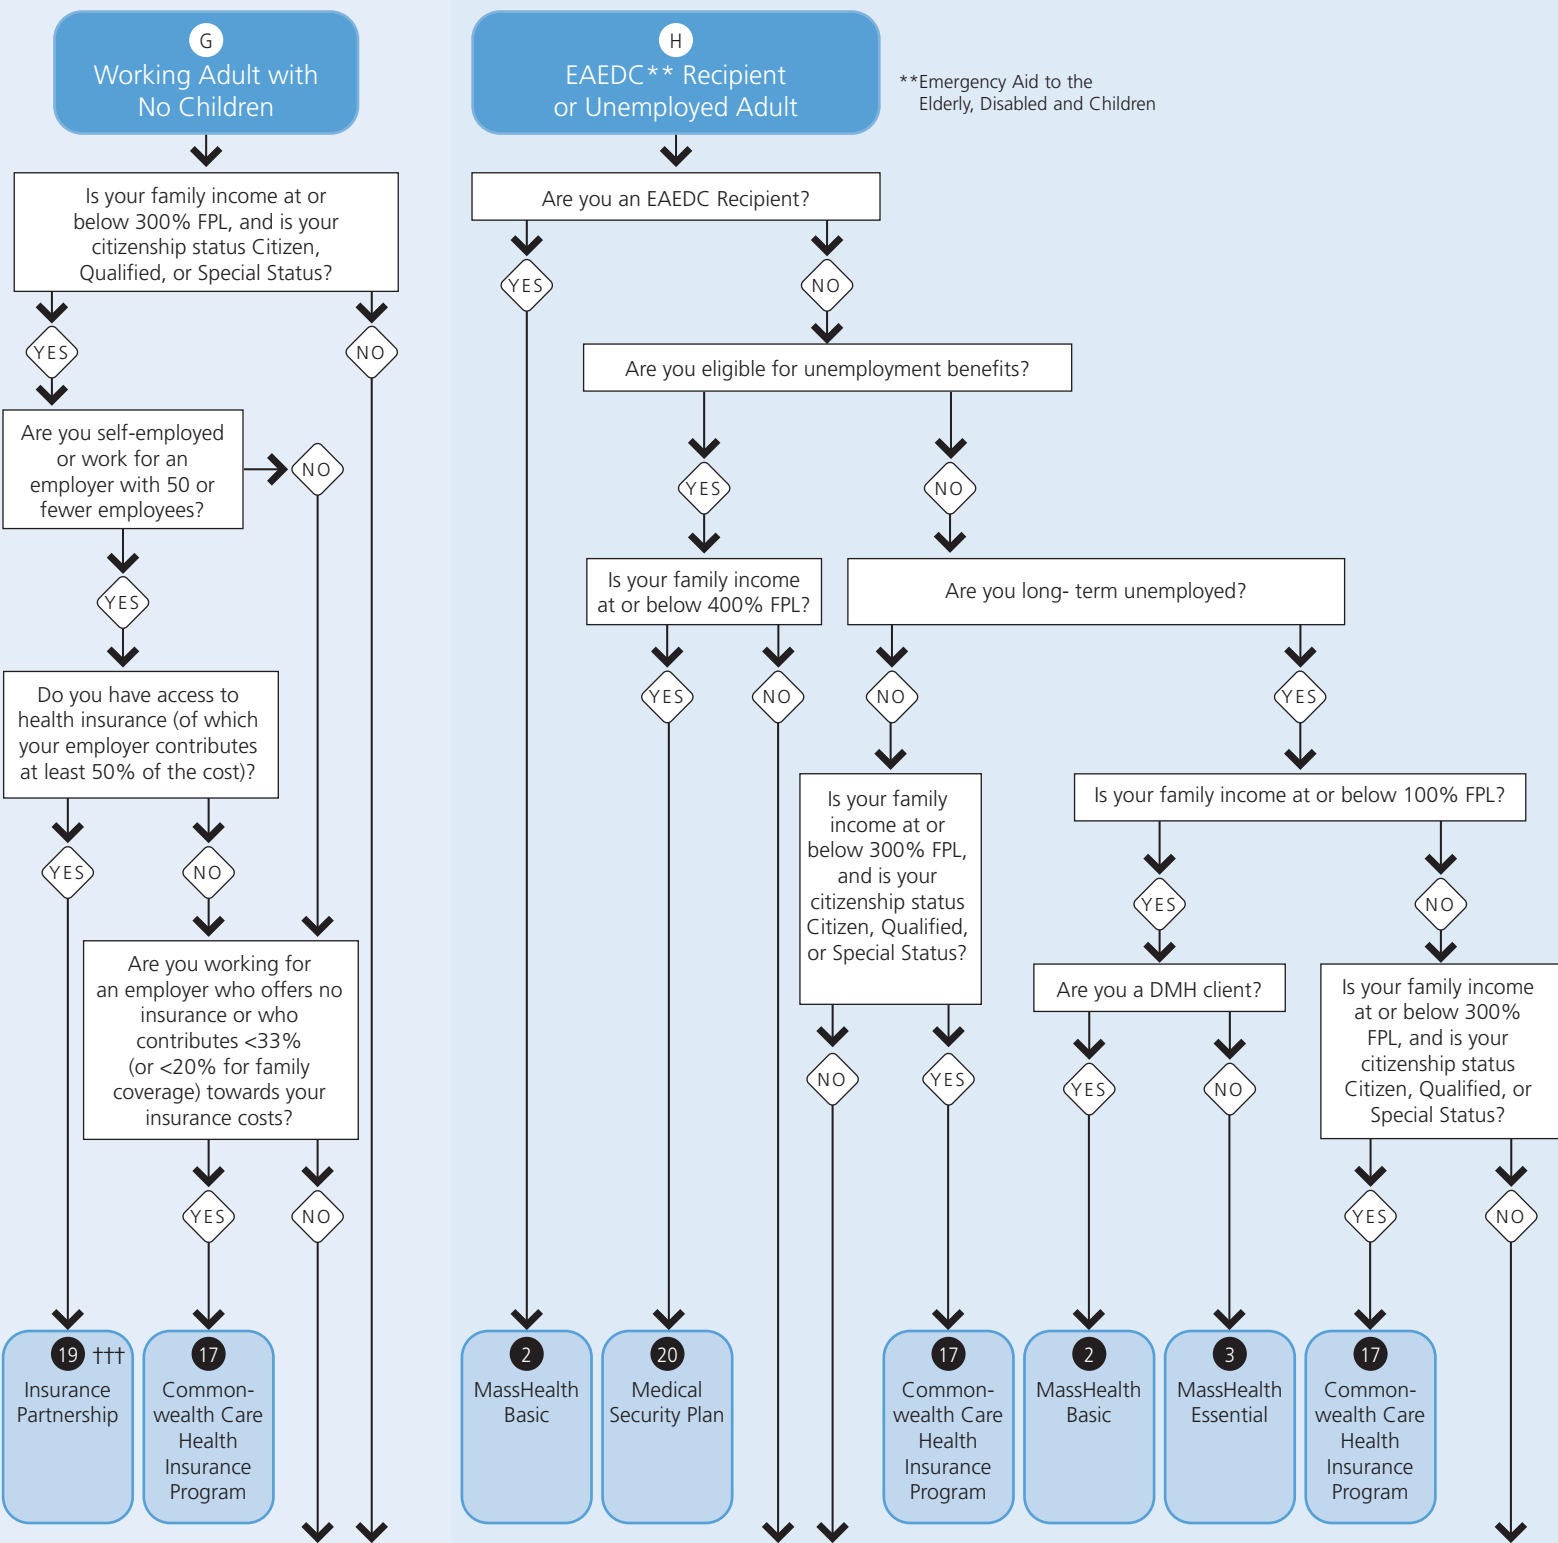 G
Working Adult with
No Children
Is your family income at or
below 300% FPL, and is your
citizenship status Citizen,
Qualified, or Special Status?
YES
NO
Are you self-employed
or work for an
employer with 50 or
fewer employees?
NO
YES
Do you have access to
health insurance (of which
your employer contributes
at least 50% of the cost)?
YES
NO
Are you working for
an employer who offers no
insurance or who
contributes <33%
(or <20% for family
coverage) towards your
insurance costs?
YES
NO
19 †††
Insurance
Partnership
17
Common-
wealth Care
Health
Insurance
Program
H
EAEDC** Recipient
or Unemployed Adult
**Emergency Aid to the
Elderly, Disabled and Children
Are you an EAEDC Recipient?
YES
NO
Are you eligible for unemployment benefits?
YES
NO
Is your family income
at or below 400% FPL?
Are you long- term unemployed?
YES
NO
NO
YES
Is your family
income at or
below 300% FPL,
and is your
citizenship status
Citizen, Qualified,
or Special Status?
Is your family income at or below 100% FPL?
YES
NO
Are you a DMH client?
Is your family income
at or below 300%
FPL, and is your
citizenship status
Citizen, Qualified, or
Special Status?
NO
YES
YES
NO
YES
NO
2
MassHealth
Basic
20
Medical
Security Plan
17
Common-
wealth Care
Health
Insurance
Program
2
MassHealth
Basic
3
MassHealth
Essential
17
Common-
wealth Care
Health
Insurance
Program